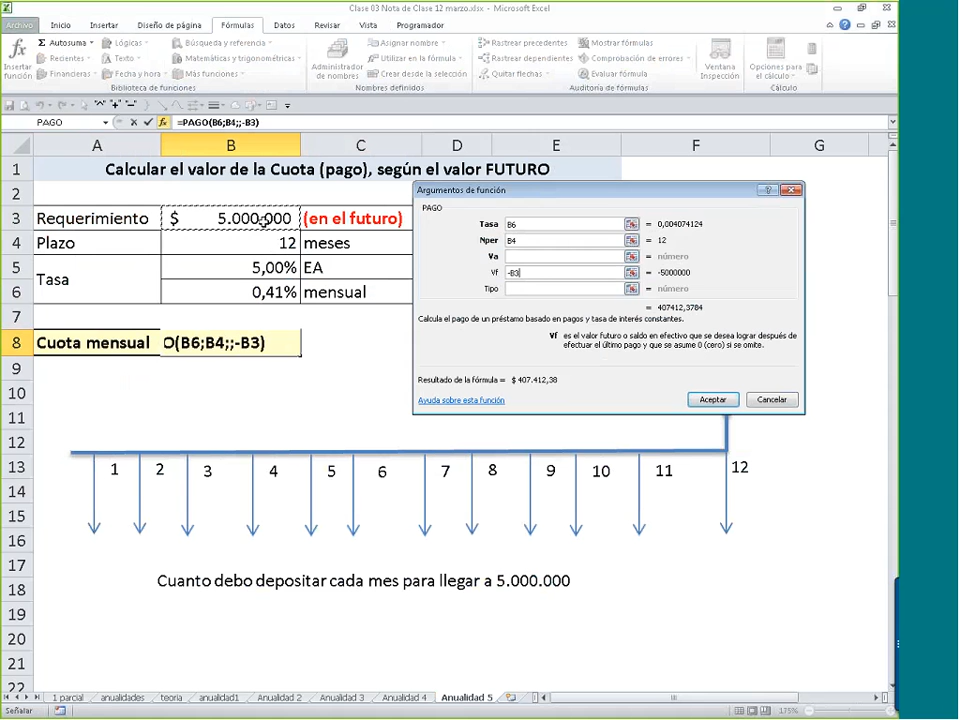 Clase 03 Nota de Clase 12 marzo.xlsx - Microsoft Excel
Archivo Inicio Insertar Diseño de página Fórmulas Datos Revisar Vista Programador
Insertar función
Σ Autosuma
Recientes
Financieras
Lógicas
Texto
Fecha y hora
Búsqueda y referencia
Matemáticas y trigonométricas
Más funciones
Biblioteca de funciones
Administrador de nombres
Asignar nombre
Utilizar en la fórmula
Crear desde la selección
Nombres definidos
Rastrear precedentes
Rastrear dependientes
Quitar flechas
Mostrar fórmulas
Comprobación de errores
Evaluar fórmula
Auditoría de fórmulas
Ventana Inspección
Opciones para el cálculo
Cálculo
PAGO =PAGO(B6;B4;;-B3)
A B C D E F G
1 Calcular el valor de la Cuota (pago), según el valor FUTURO
2
3 Requerimiento $ 5.000.000 (en el futuro)
4 Plazo 12 meses
5 5,00% EA
Tasa
6 0,41% mensual
7
8 Cuota mensual O(B6;B4;;-B3)
9
10
11
12
13 1 2 3 4 5 6 7 8 9 10 11 12
14
15
16
17
18 Cuanto debo depositar cada mes para llegar a 5.000.000
19
20
21
22
Argumentos de función
PAGO
Tasa B6 = 0,004074124
Nper B4 = 12
Va = número
Vf -B3 = -5000000
Tipo = número
= 407412,3784
Calcula el pago de un préstamo basado en pagos y tasa de interés constantes.
Vf es el valor futuro o saldo en efectivo que se desea lograr después de
efectuar el último pago y que se asume 0 (cero) si se omite.
Resultado de la fórmula = $ 407.412,38
Ayuda sobre esta función Aceptar Cancelar
1 parcial anualidades teoria anualidad1 Anualidad 2 Anualidad 3 Anualidad 4 Anualidad 5
Señalar 175%